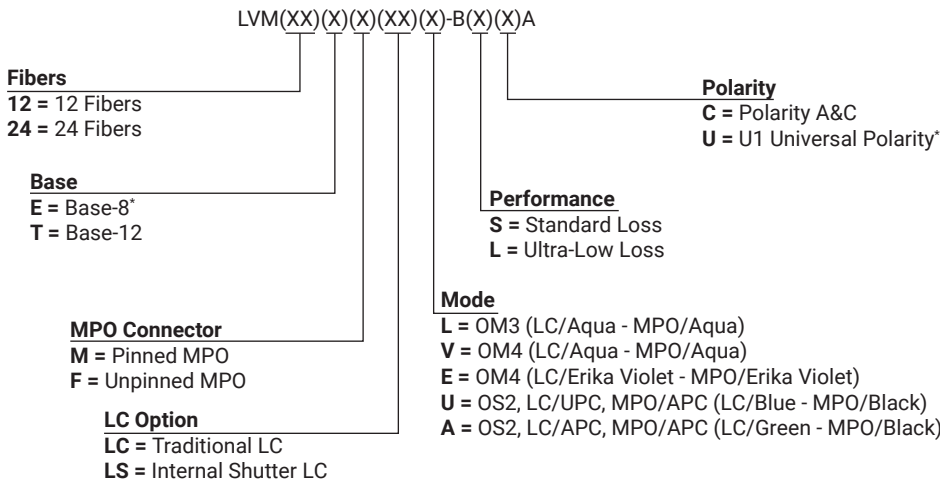 LVM(XX)(X)(X)(XX)(X)-B(X)(X)A
Fibers
12 = 12 Fibers
24 = 24 Fibers
Base
E = Base-8*
T = Base-12
MPO Connector
M = Pinned MPO
F = Unpinned MPO
LC Option
LC = Traditional LC
LS = Internal Shutter LC
Mode
L = OM3 (LC/Aqua - MPO/Aqua)
V = OM4 (LC/Aqua - MPO/Aqua)
E = OM4 (LC/Erika Violet - MPO/Erika Violet)
U = OS2, LC/UPC, MPO/APC (LC/Blue - MPO/Black)
A = OS2, LC/APC, MPO/APC (LC/Green - MPO/Black)
Performance
S = Standard Loss
L = Ultra-Low Loss
Polarity
C = Polarity A&C
U = U1 Universal Polarity*